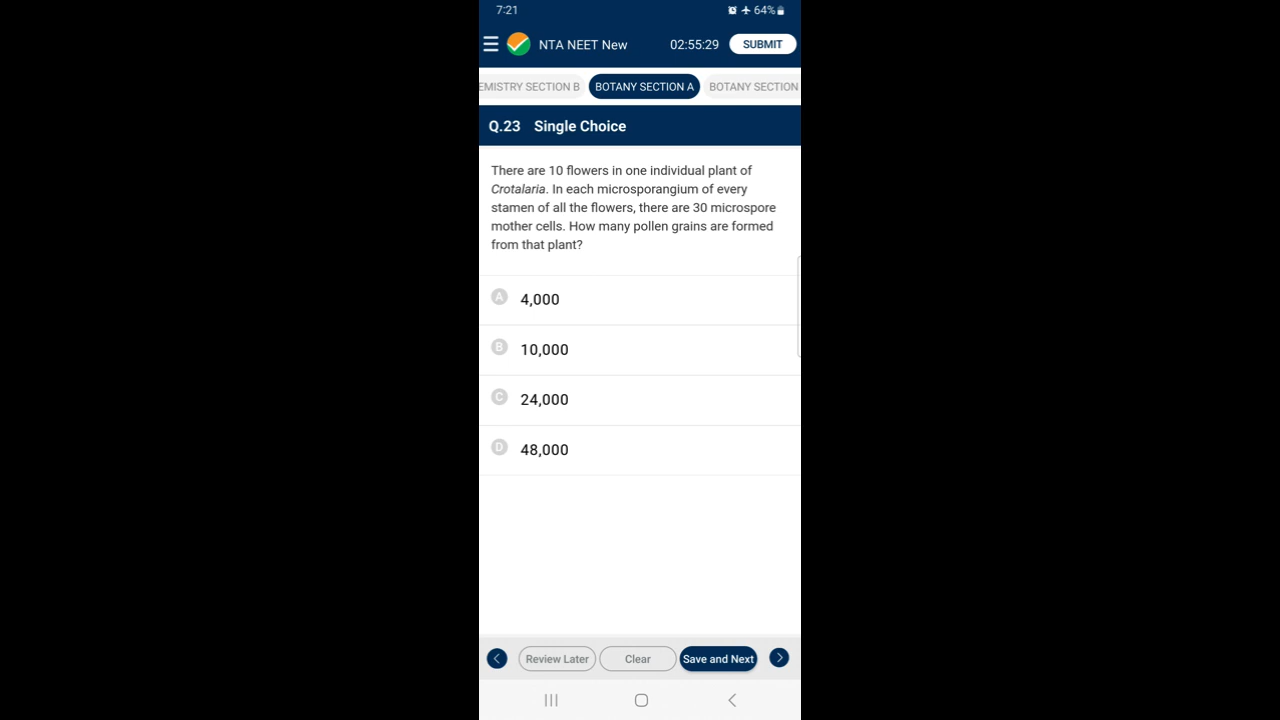 7:21 64%
NTA NEET New 02:55:29 SUBMIT
EMISTRY SECTION B BOTANY SECTION A BOTANY SECTION
Q.23 Single Choice
There are 10 flowers in one individual plant of
Crotalaria. In each microsporangium of every
stamen of all the flowers, there are 30 microspore
mother cells. How many pollen grains are formed
from that plant?
A 4,000
B 10,000
C 24,000
D 48,000
Review Later Clear Save and Next